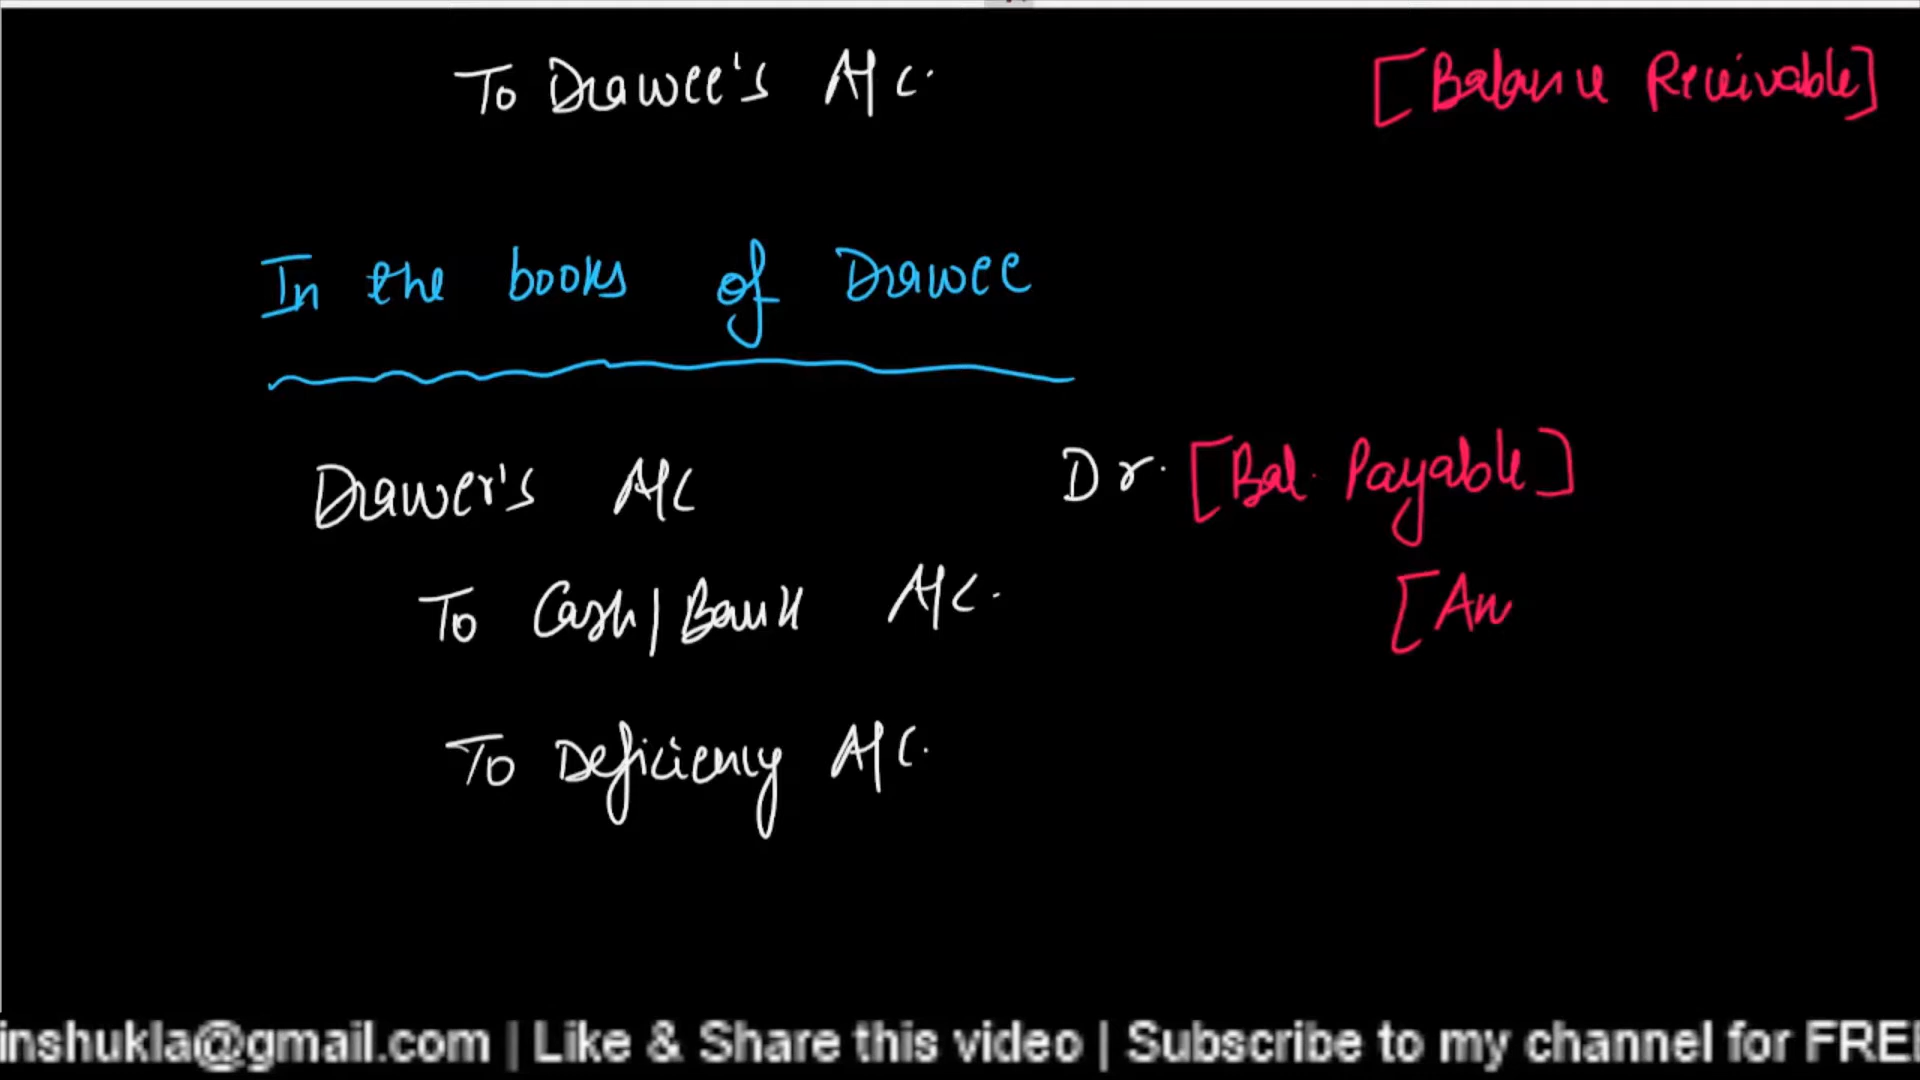 To Drawee's A/c. [Balance Receivable]
In the books of Drawee
Drawer's A/c Dr. [Bal. Payable]
To Cash/Bank A/c. [Am
To Deficiency A/c.
inshukla@gmail.com | Like & Share this video | Subscribe to my channel for FREE